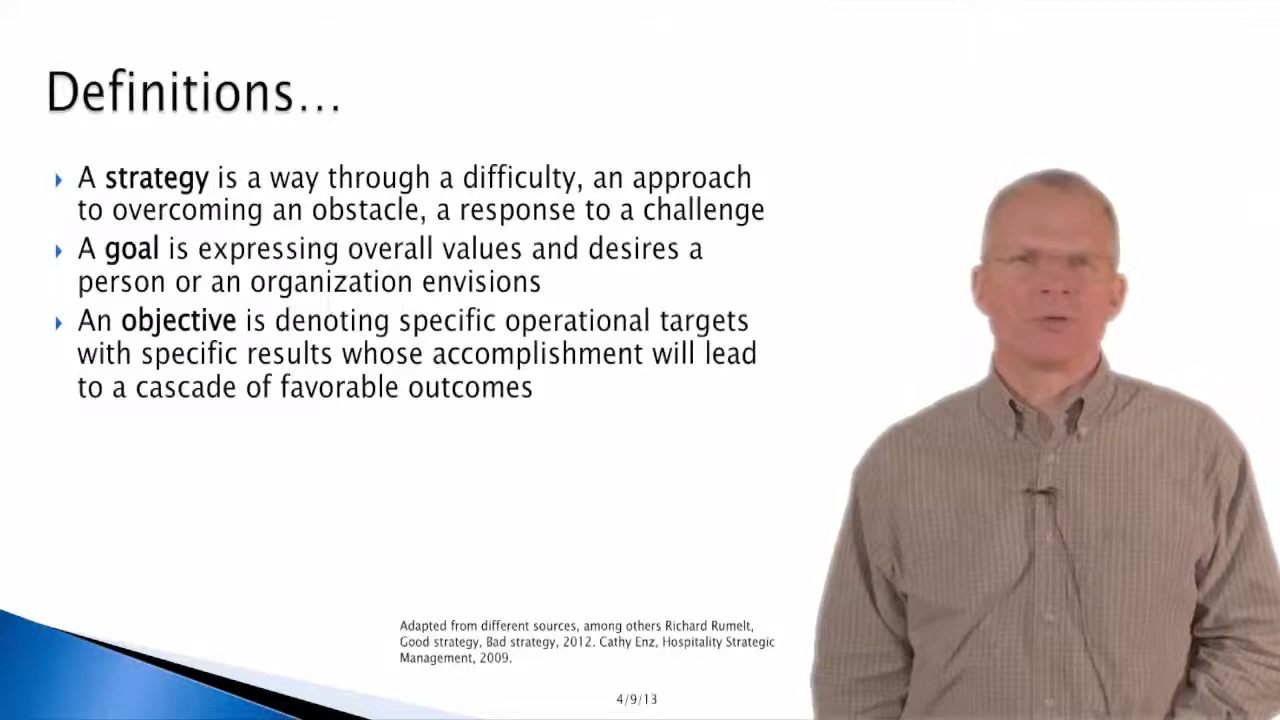 Definitions...
A strategy is a way through a difficulty, an approach
to overcoming an obstacle, a response to a challenge
A goal is expressing overall values and desires a
person or an organization envisions
An objective is denoting specific operational targets
with specific results whose accomplishment will lead
to a cascade of favorable outcomes
Adapted from different sources, among others Richard Rumelt,
Good strategy, Bad strategy, 2012. Cathy Enz, Hospitality Strategic
Management, 2009.
4/9/13